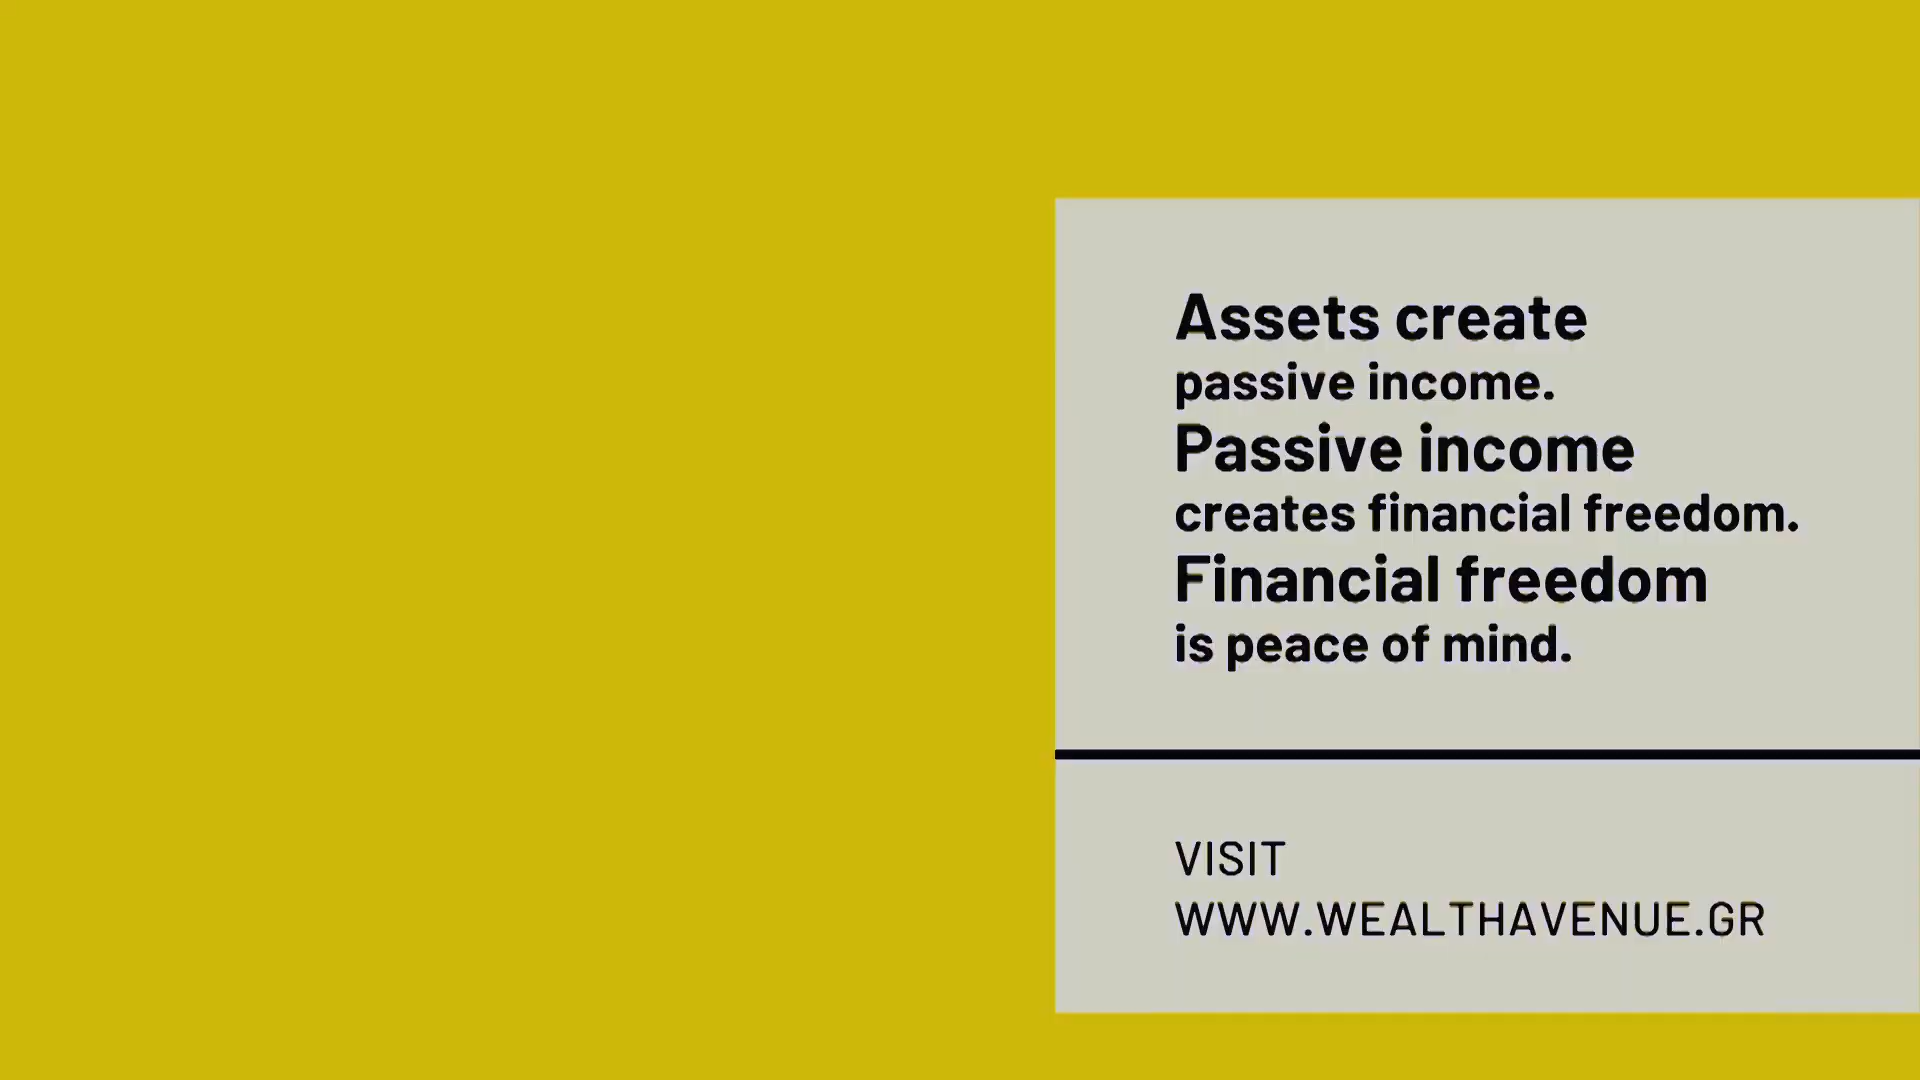 Assets create
passive income.
Passive income
creates financial freedom.
Financial freedom
is peace of mind.
VISIT
WWW.WEALTHAVENUE.GR